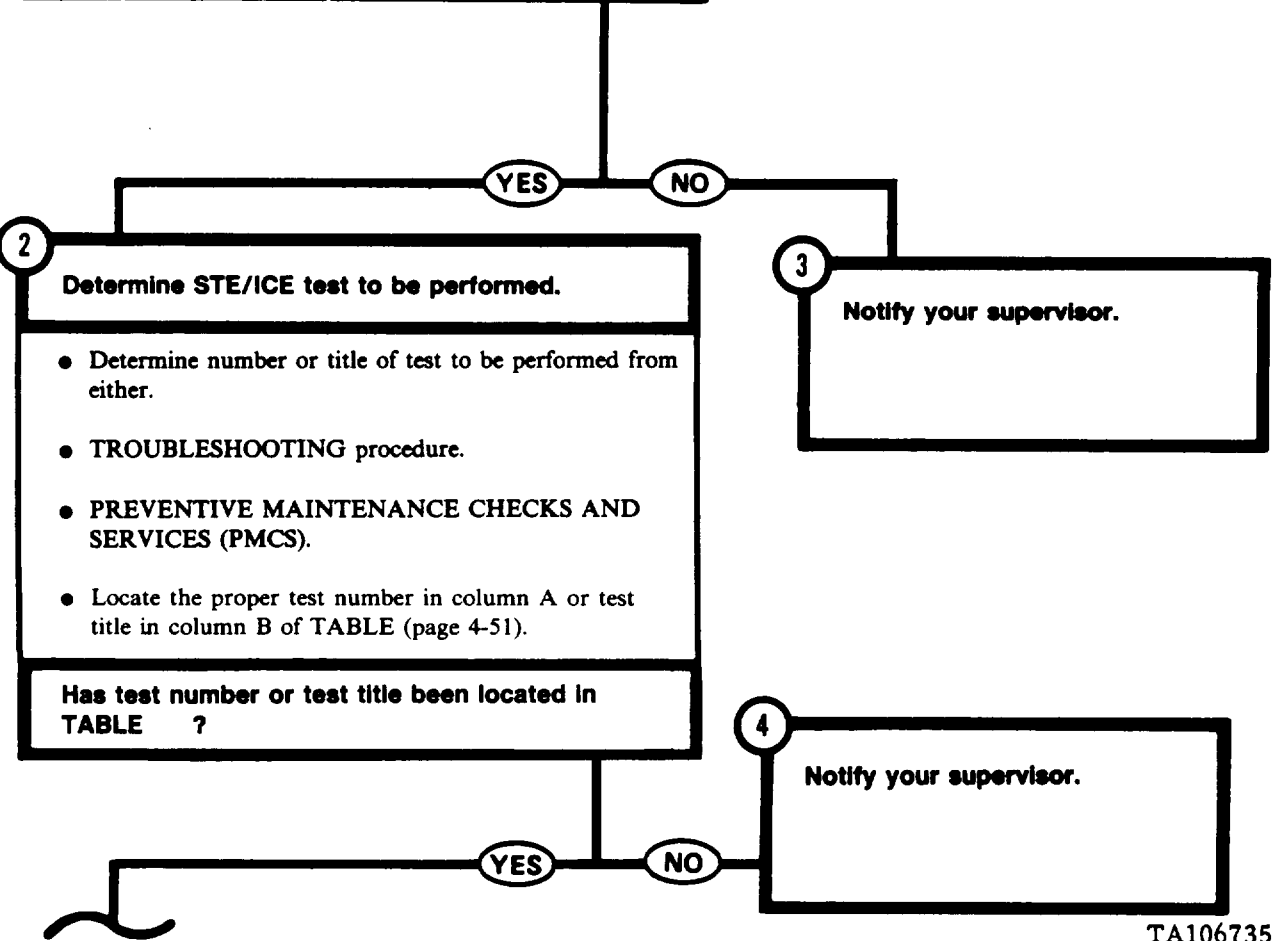 YES
NO
2
Determine STE/ICE test to be performed.
● Determine number or title of test to be performed from
either.
● TROUBLESHOOTING procedure.
● PREVENTIVE MAINTENANCE CHECKS AND
SERVICES (PMCS).
● Locate the proper test number in column A or test
title in column B of TABLE (page 4-51).
Has test number or test title been located in
TABLE ?
3
Notify your supervisor.
YES
NO
4
Notify your supervisor.
TA106735